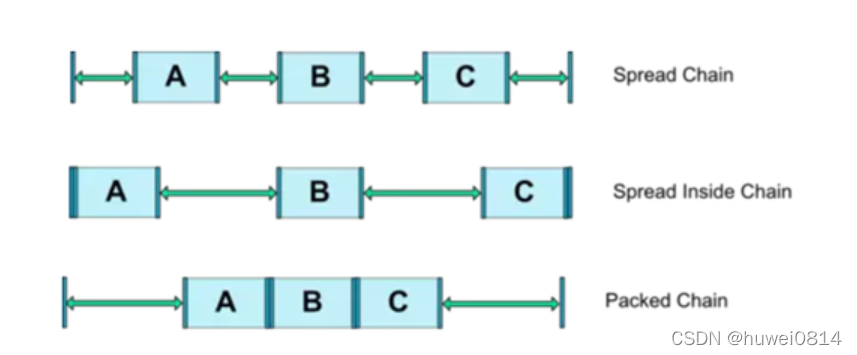 A B C Spread Chain
A B C Spread Inside Chain
A B C Packed Chain
CSDN @huwei0814